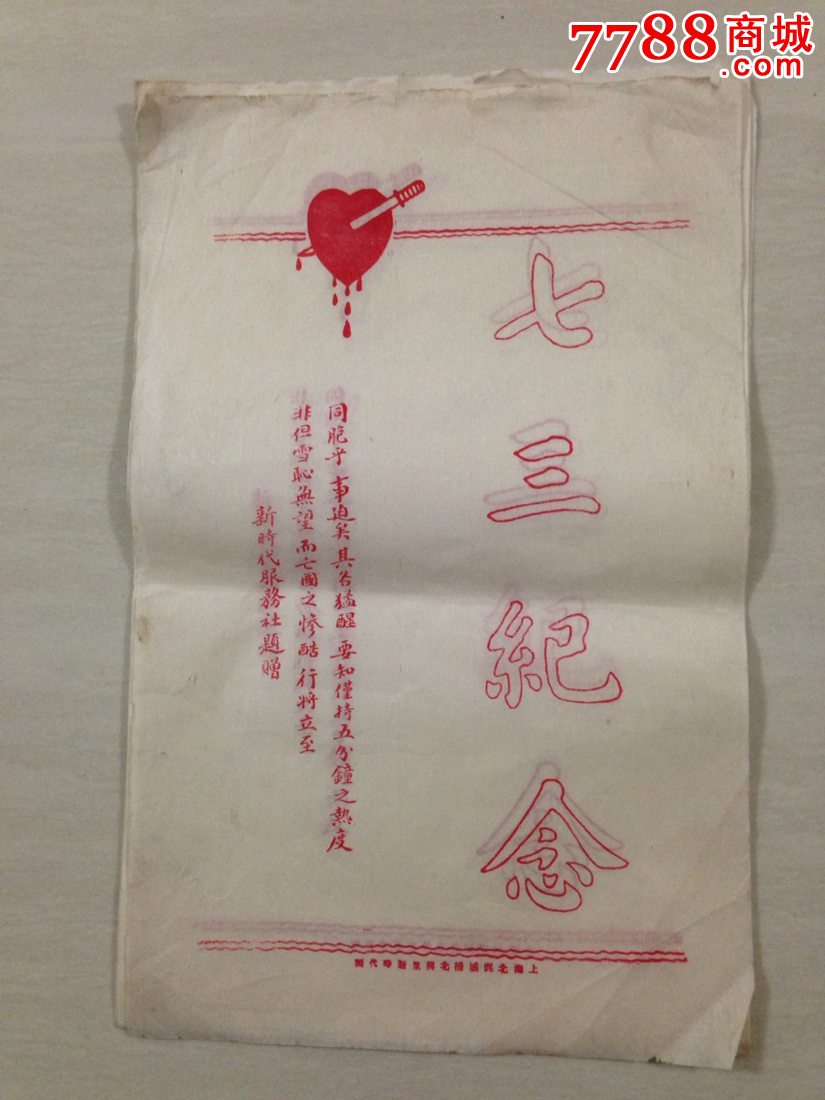 7788商城
.com
七三紀念
同胞乎 事迫矣 其各猛醒 要知僅持五分鐘之熱度
非但雪恥無望 而亡國之慘酷 行將立至
新時代服務社題贈